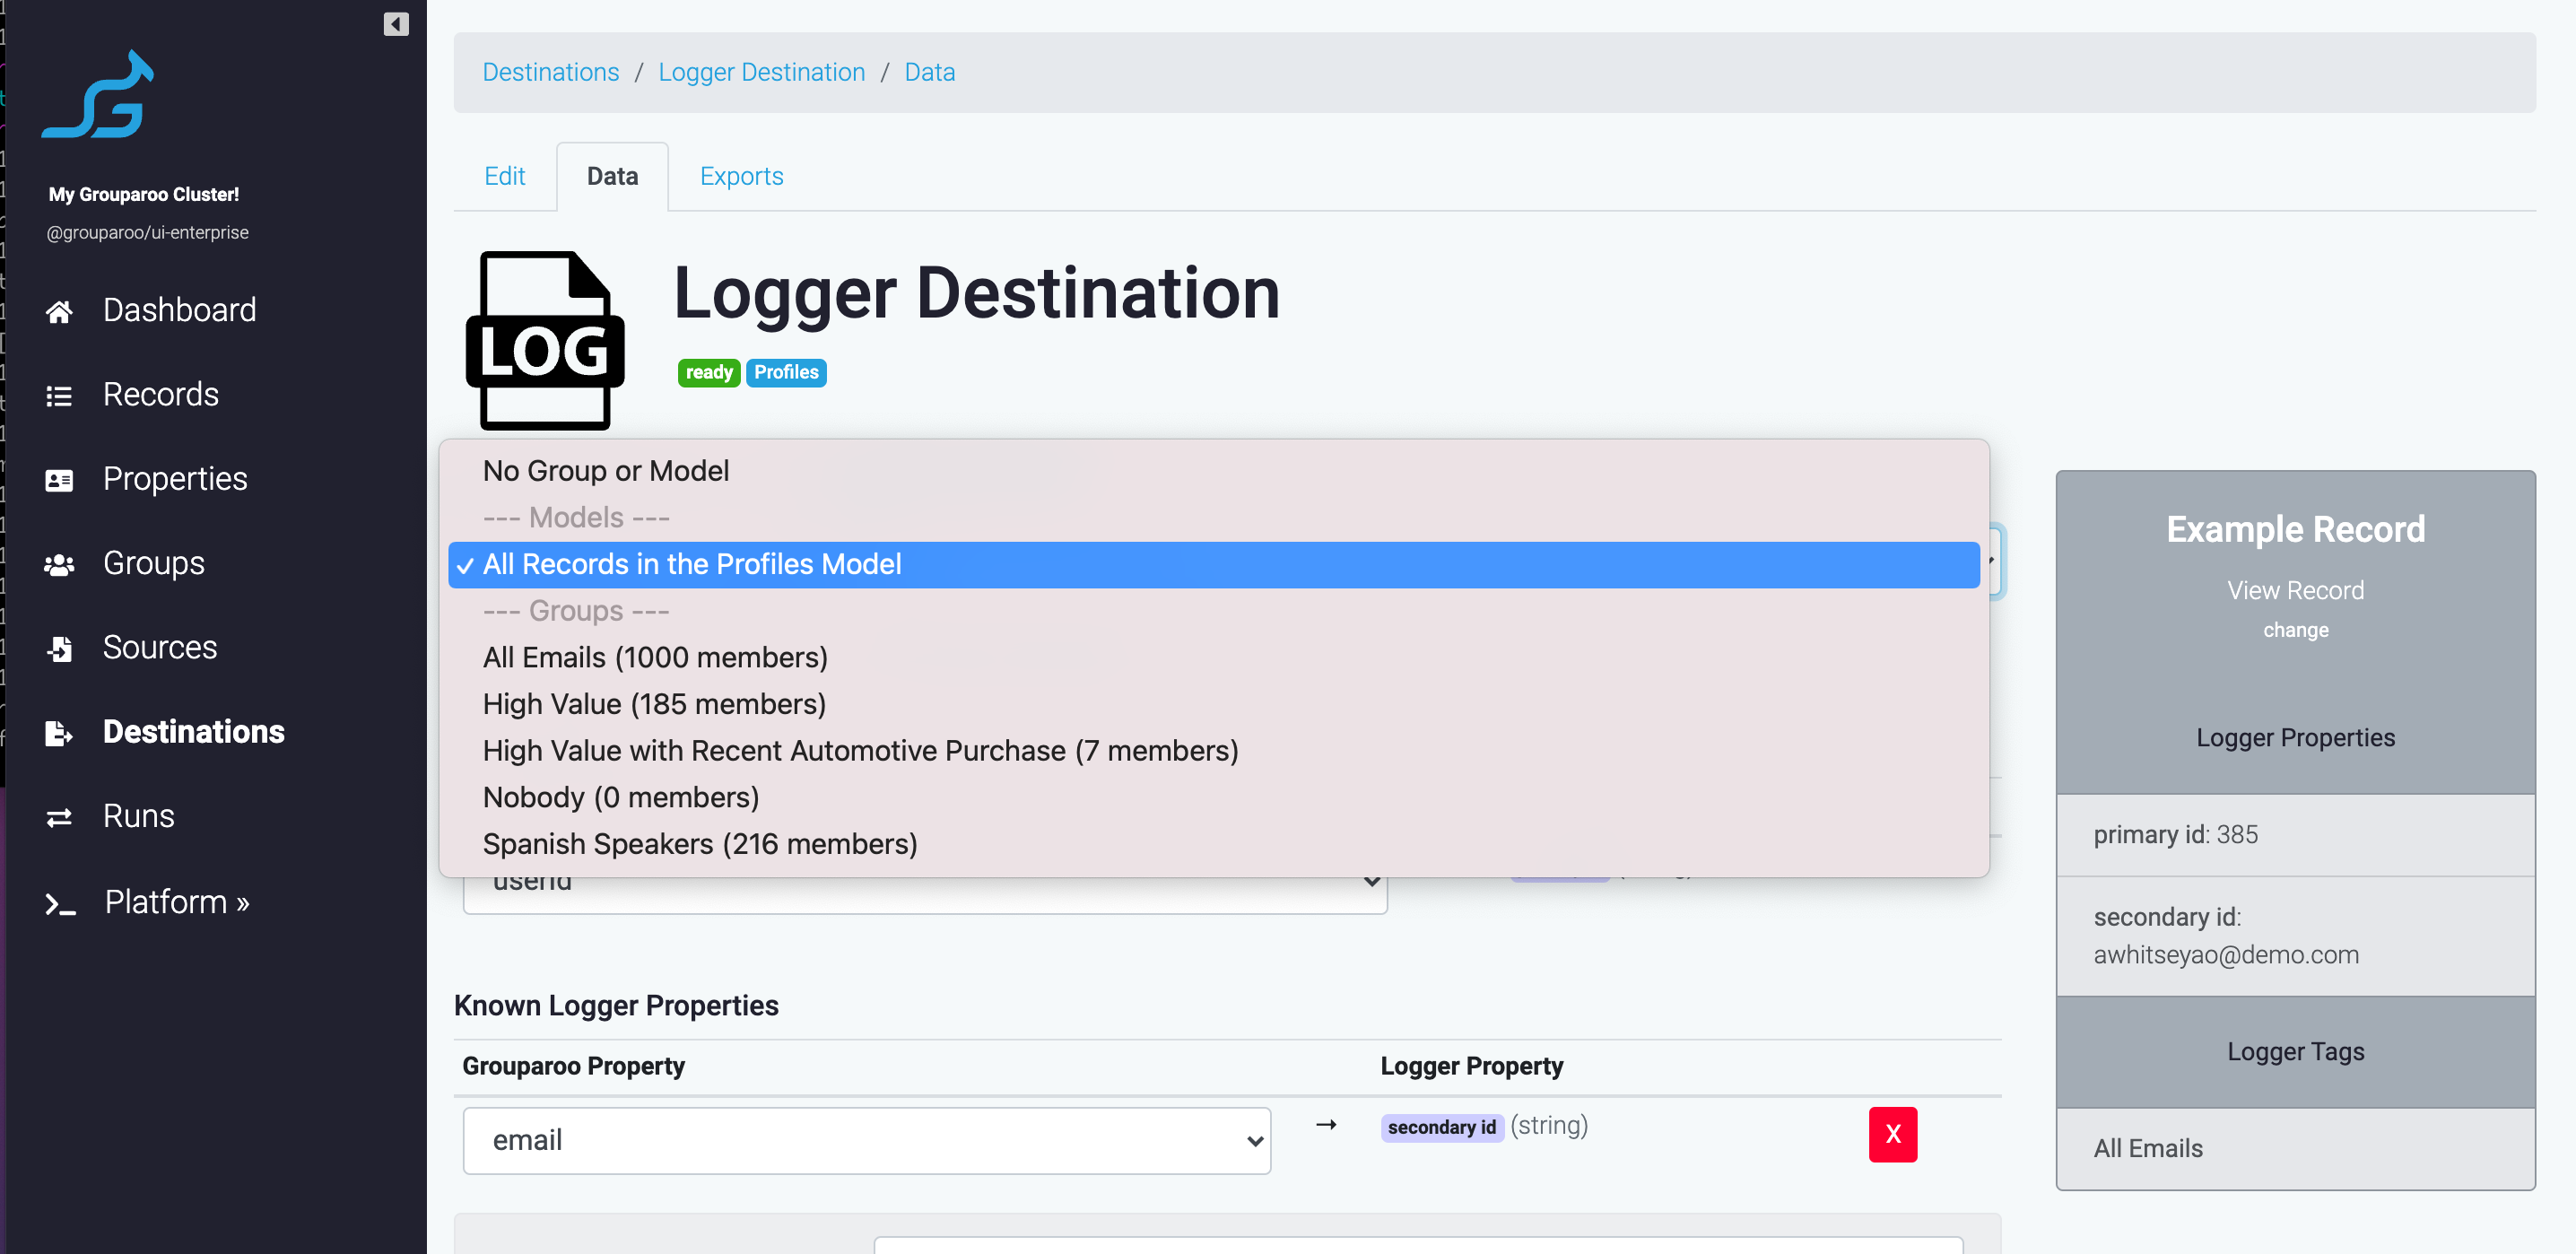 My Grouparoo Cluster!
@grouparoo/ui-enterprise
Dashboard
Records
Properties
Groups
Sources
Destinations
Runs
Platform »
Destinations / Logger Destination / Data
Edit
Data
Exports
LOG
Logger Destination
ready Profiles
No Group or Model
--- Models ---
✓ All Records in the Profiles Model
--- Groups ---
All Emails (1000 members)
High Value (185 members)
High Value with Recent Automotive Purchase (7 members)
Nobody (0 members)
Spanish Speakers (216 members)
userId
Known Logger Properties
Grouparoo Property
Logger Property
email
→
secondary id (string)
X
Example Record
View Record
change
Logger Properties
primary id: 385
secondary id:
awhitseyao@demo.com
Logger Tags
All Emails